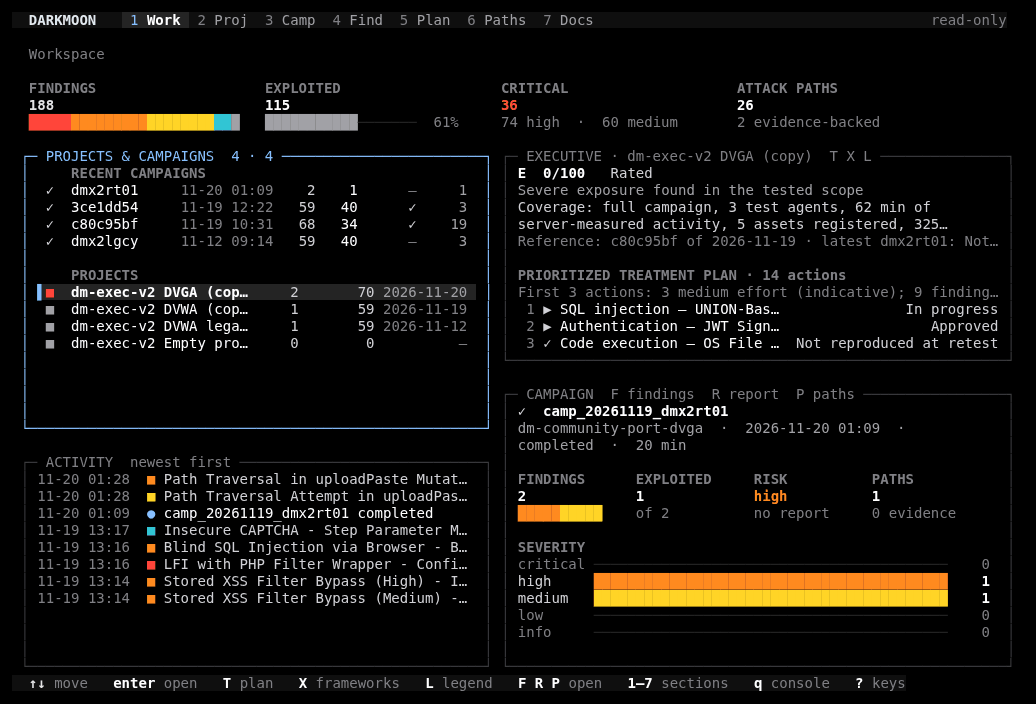 DARKMOON 1 Work 2 Proj 3 Camp 4 Find 5 Plan 6 Paths 7 Docs read-only
Workspace
FINDINGS EXPLOITED CRITICAL ATTACK PATHS
188 115 36 26
61% 74 high · 60 medium 2 evidence-backed
PROJECTS & CAMPAIGNS 4 · 4
RECENT CAMPAIGNS
✓ dmx2rt01 11-20 01:09 2 1 — 1
✓ 3ce1dd54 11-19 12:22 59 40 ✓ 3
✓ c80c95bf 11-19 10:31 68 34 ✓ 19
✓ dmx2lgcy 11-12 09:14 59 40 — 3
PROJECTS
dm-exec-v2 DVGA (cop… 2 70 2026-11-20
dm-exec-v2 DVWA (cop… 1 59 2026-11-19
dm-exec-v2 DVWA lega… 1 59 2026-11-12
dm-exec-v2 Empty pro… 0 0 —
ACTIVITY newest first
11-20 01:28 Path Traversal in uploadPaste Mutat…
11-20 01:28 Path Traversal Attempt in uploadPas…
11-20 01:09 camp_20261119_dmx2rt01 completed
11-19 13:17 Insecure CAPTCHA - Step Parameter M…
11-19 13:16 Blind SQL Injection via Browser - B…
11-19 13:16 LFI with PHP Filter Wrapper - Confi…
11-19 13:14 Stored XSS Filter Bypass (High) - I…
11-19 13:14 Stored XSS Filter Bypass (Medium) -…
EXECUTIVE · dm-exec-v2 DVGA (copy) T X L
E 0/100 Rated
Severe exposure found in the tested scope
Coverage: full campaign, 3 test agents, 62 min of
server-measured activity, 5 assets registered, 325…
Reference: c80c95bf of 2026-11-19 · latest dmx2rt01: Not…
PRIORITIZED TREATMENT PLAN · 14 actions
First 3 actions: 3 medium effort (indicative); 9 finding…
1 ▶ SQL injection — UNION-Bas… In progress
2 ▶ Authentication — JWT Sign… Approved
3 ✓ Code execution — OS File … Not reproduced at retest
CAMPAIGN F findings R report P paths
✓ camp_20261119_dmx2rt01
dm-community-port-dvga · 2026-11-20 01:09 ·
completed · 20 min
FINDINGS EXPLOITED RISK PATHS
2 1 high 1
of 2 no report 0 evidence
SEVERITY
critical 0
high 1
medium 1
low 0
info 0
↑↓ move enter open T plan X frameworks L legend F R P open 1–7 sections q console ? keys